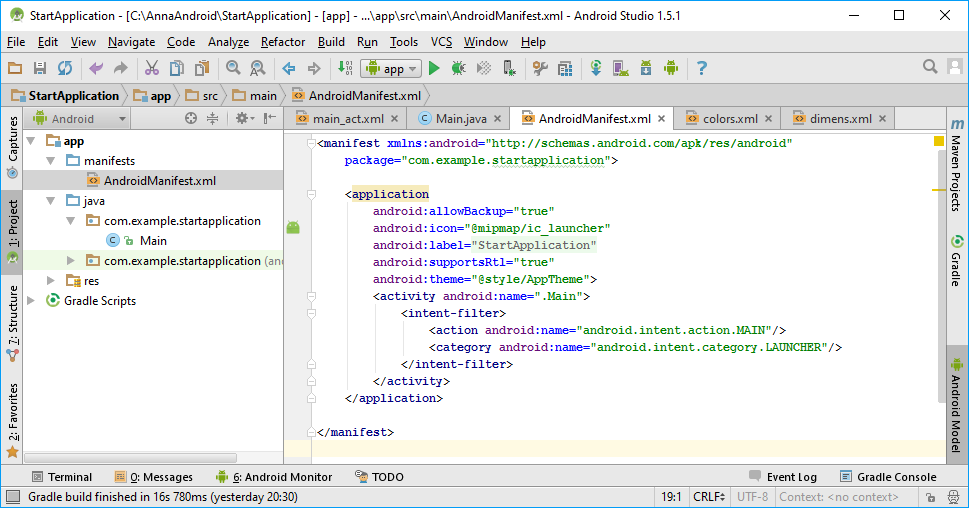 StartApplication - [C:\AnnaAndroid\StartApplication] - [app] - ...\app\src\main\AndroidManifest.xml - Android Studio 1.5.1
File Edit View Navigate Code Analyze Refactor Build Run Tools VCS Window Help
app
StartApplication app src main AndroidManifest.xml
Android
main_act.xml Main.java AndroidManifest.xml colors.xml dimens.xml
Captures
1: Project
7: Structure
2: Favorites
app
manifests
AndroidManifest.xml
java
com.example.startapplication
Main
com.example.startapplication (an
res
Gradle Scripts
<manifest xmlns:android="http://schemas.android.com/apk/res/android"
package="com.example.startapplication">
<application
android:allowBackup="true"
android:icon="@mipmap/ic_launcher"
android:label="StartApplication"
android:supportsRtl="true"
android:theme="@style/AppTheme">
<activity android:name=".Main">
<intent-filter>
<action android:name="android.intent.action.MAIN"/>
<category android:name="android.intent.category.LAUNCHER"/>
</intent-filter>
</activity>
</application>
</manifest>
m
Maven Projects
Gradle
Android Model
Terminal 0: Messages 6: Android Monitor TODO Event Log Gradle Console
Gradle build finished in 16s 780ms (yesterday 20:30) 19:1 CRLF UTF-8 Context: <no context>